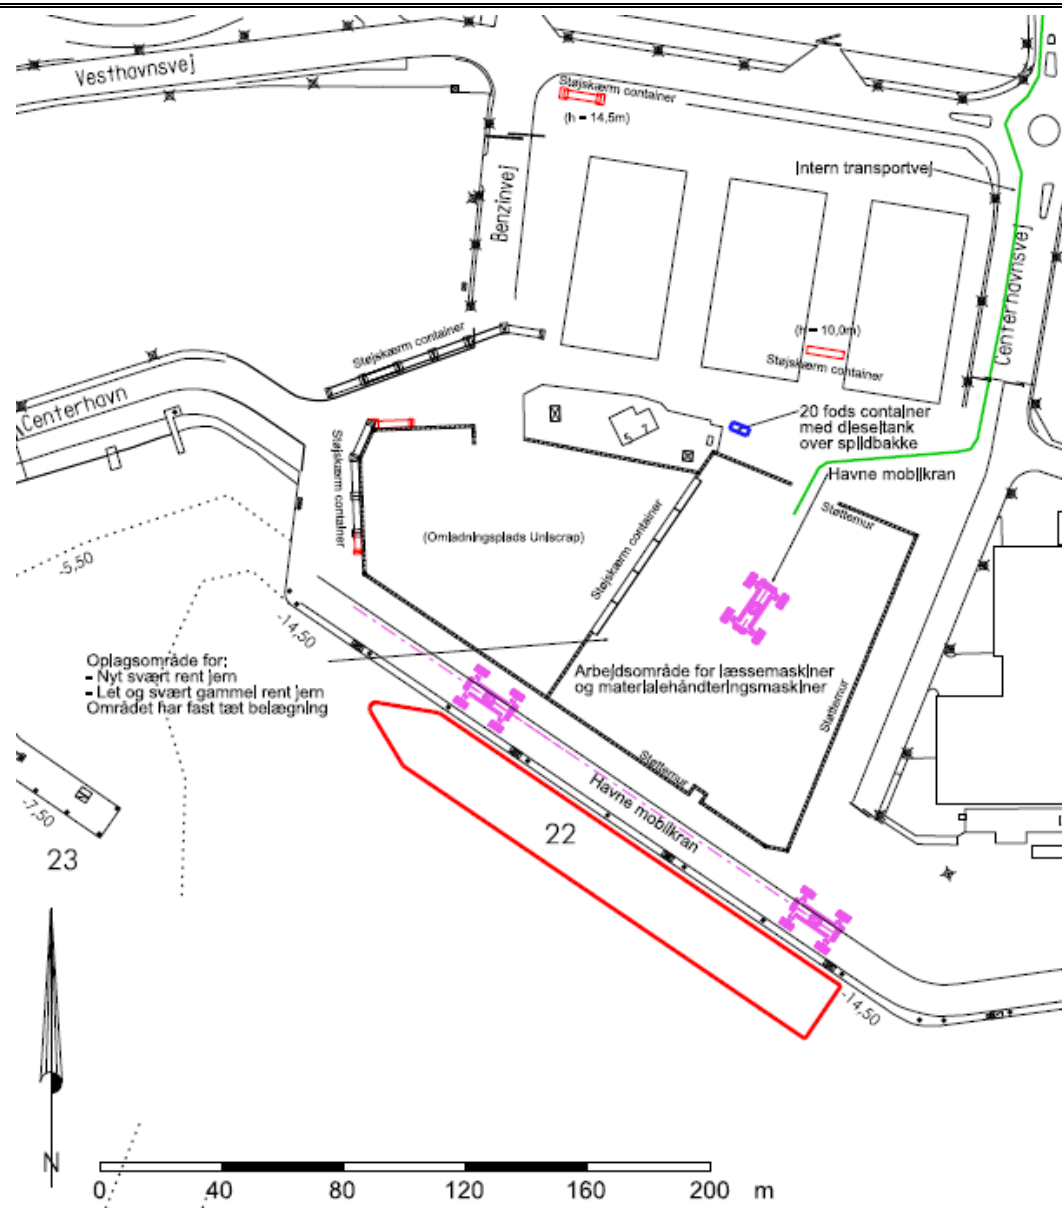 Vesthavnsvej
Støjskærm container
(h = 14,5m)
Benzinvej
Intern transportvej
Centerhavnsvej
(h = 10,0m)
Støjskærm container
Støjskærm container
Centerhavn
20 fods container
med dieseltank
over spildbakke
Havne mobilkran
5 7
Støjskærm container
(Omladningsplads Uniscrap)
Støjskærm container
Støttemur
-5,50
-14,50
Oplagsområde for:
- Nyt svært rent jern
- Let og svært gammel rent jern
Området har fast tæt belægning
Arbejdsområde for læssemaskiner
og materialehåndteringsmaskiner
Støttemur
Støttemur
Havne mobilkran
22
-7,50
23
-14,50
N
0 40 80 120 160 200 m